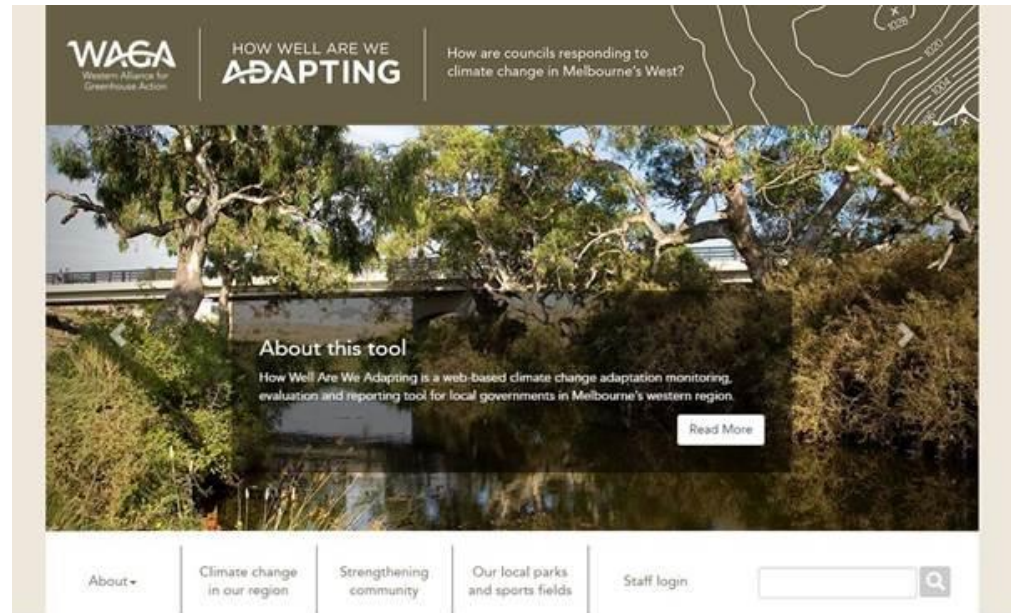 WAGA
Western Alliance for
Greenhouse Action
HOW WELL ARE WE
ADAPTING
How are councils responding to
climate change in Melbourne's West?
1028
1020
1004
About this tool
How Well Are We Adapting is a web-based climate change adaptation monitoring,
evaluation and reporting tool for local governments in Melbourne's western region.
Read More
About
Climate change
in our region
Strengthening
community
Our local parks
and sports fields
Staff login